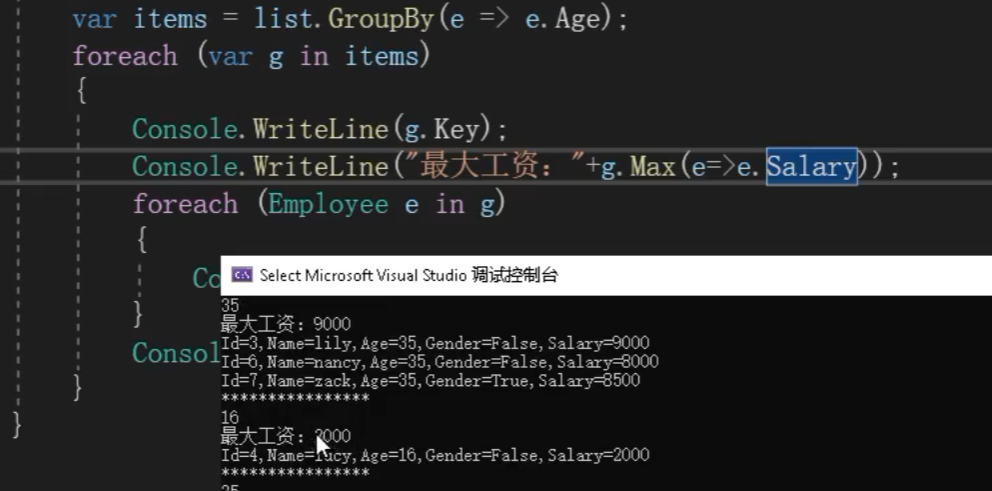 var items = list.GroupBy(e => e.Age);
foreach (var g in items)
{
Console.WriteLine(g.Key);
Console.WriteLine("最大工资："+g.Max(e=>e.Salary));
foreach (Employee e in g)
{
Co
}
Consol
}
}
Select Microsoft Visual Studio 调试控制台
35
最大工资：9000
Id=3,Name=lily,Age=35,Gender=False,Salary=9000
Id=6,Name=nancy,Age=35,Gender=False,Salary=8000
Id=7,Name=zack,Age=35,Gender=True,Salary=8500
****************
16
最大工资：2000
Id=4,Name=lucy,Age=16,Gender=False,Salary=2000
****************